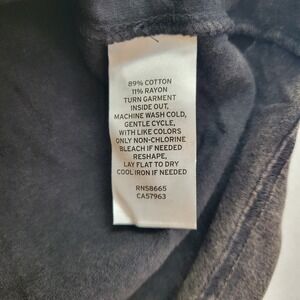 89% COTTON
11% RAYON
TURN GARMENT
INSIDE OUT,
MACHINE WASH COLD,
GENTLE CYCLE,
WITH LIKE COLORS
ONLY NON-CHLORINE
BLEACH IF NEEDED
RESHAPE,
LAY FLAT TO DRY
COOL IRON IF NEEDED
RN58665
CA57963